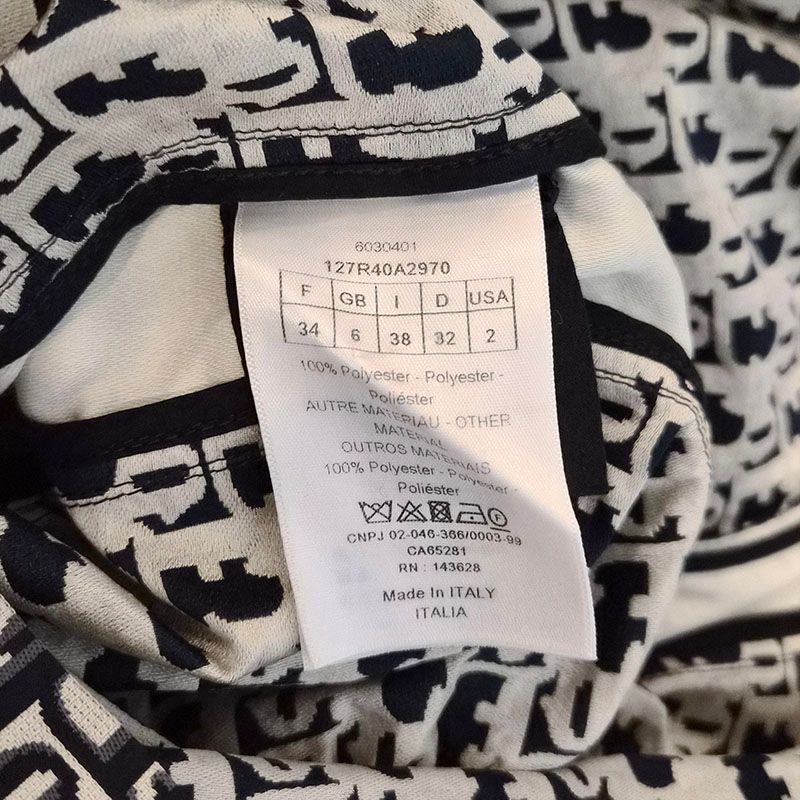 6030401
127R40A2970
F GB I D USA
34 6 38 32 2
100% Polyester - Polyester -
Poliéster
AUTRE MATERIAU - OTHER
MATERIAL
OUTROS MATERIAIS
100% Polyester - Polyester -
Poliéster
CNPJ 02-046-366/0003-99
CA65281
RN : 143628
Made In ITALY
ITALIA